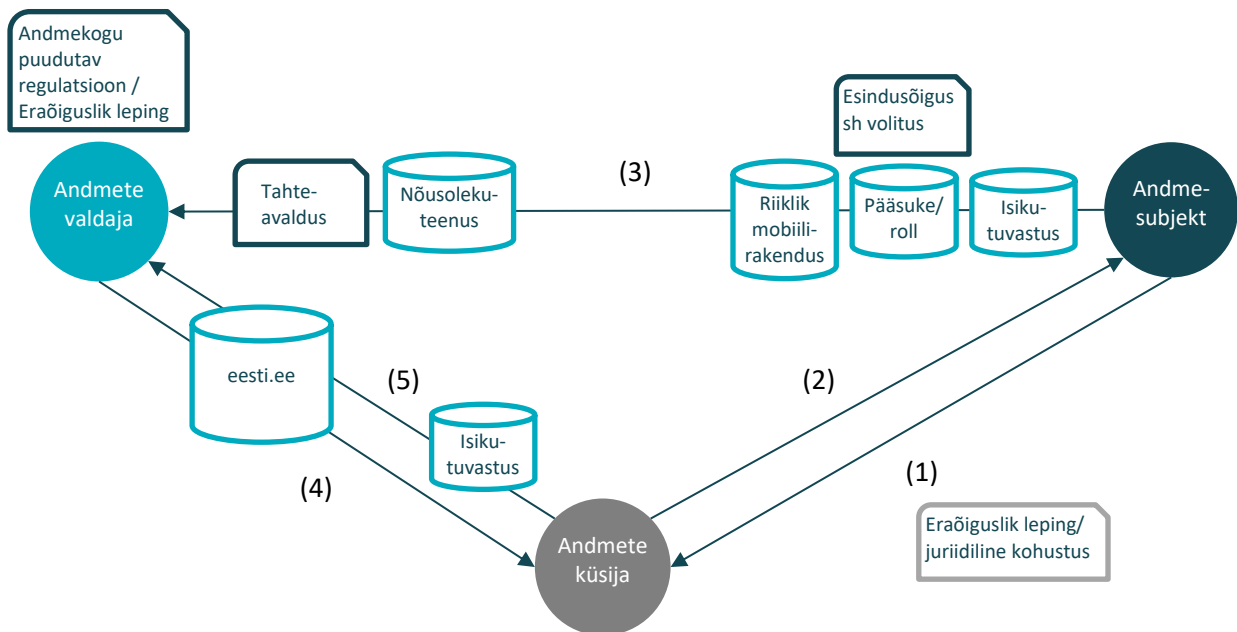 Andmekogu
puudutav
regulatsioon /
Eraõiguslik leping
Esindusõigus
sh volitus
(3)
Andmete
valdaja
Tahte-
avaldus
Nõusoleku-
teenus
Riiklik
mobiili-
rakendus
Pääsuke/
roll
Isiku-
tuvastus
Andme-
subjekt
eesti.ee
(5)
(2)
Isiku-
tuvastus
(4)
(1)
Eraõiguslik leping/
juriidiline kohustus
Andmete
küsija